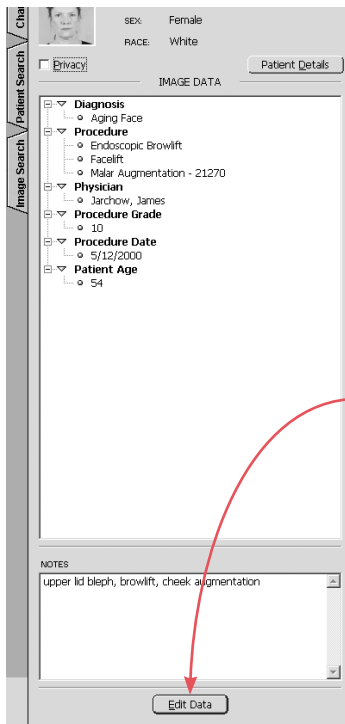 Cha
Patient Search
Image Search
SEX: Female
RACE: White
Privacy
Patient Details
IMAGE DATA
Diagnosis
Aging Face
Procedure
Endoscopic Browlift
Facelift
Malar Augmentation - 21270
Physician
Jarchow, James
Procedure Grade
10
Procedure Date
5/12/2000
Patient Age
54
NOTES
upper lid bleph, browlift, cheek augmentation
Edit Data